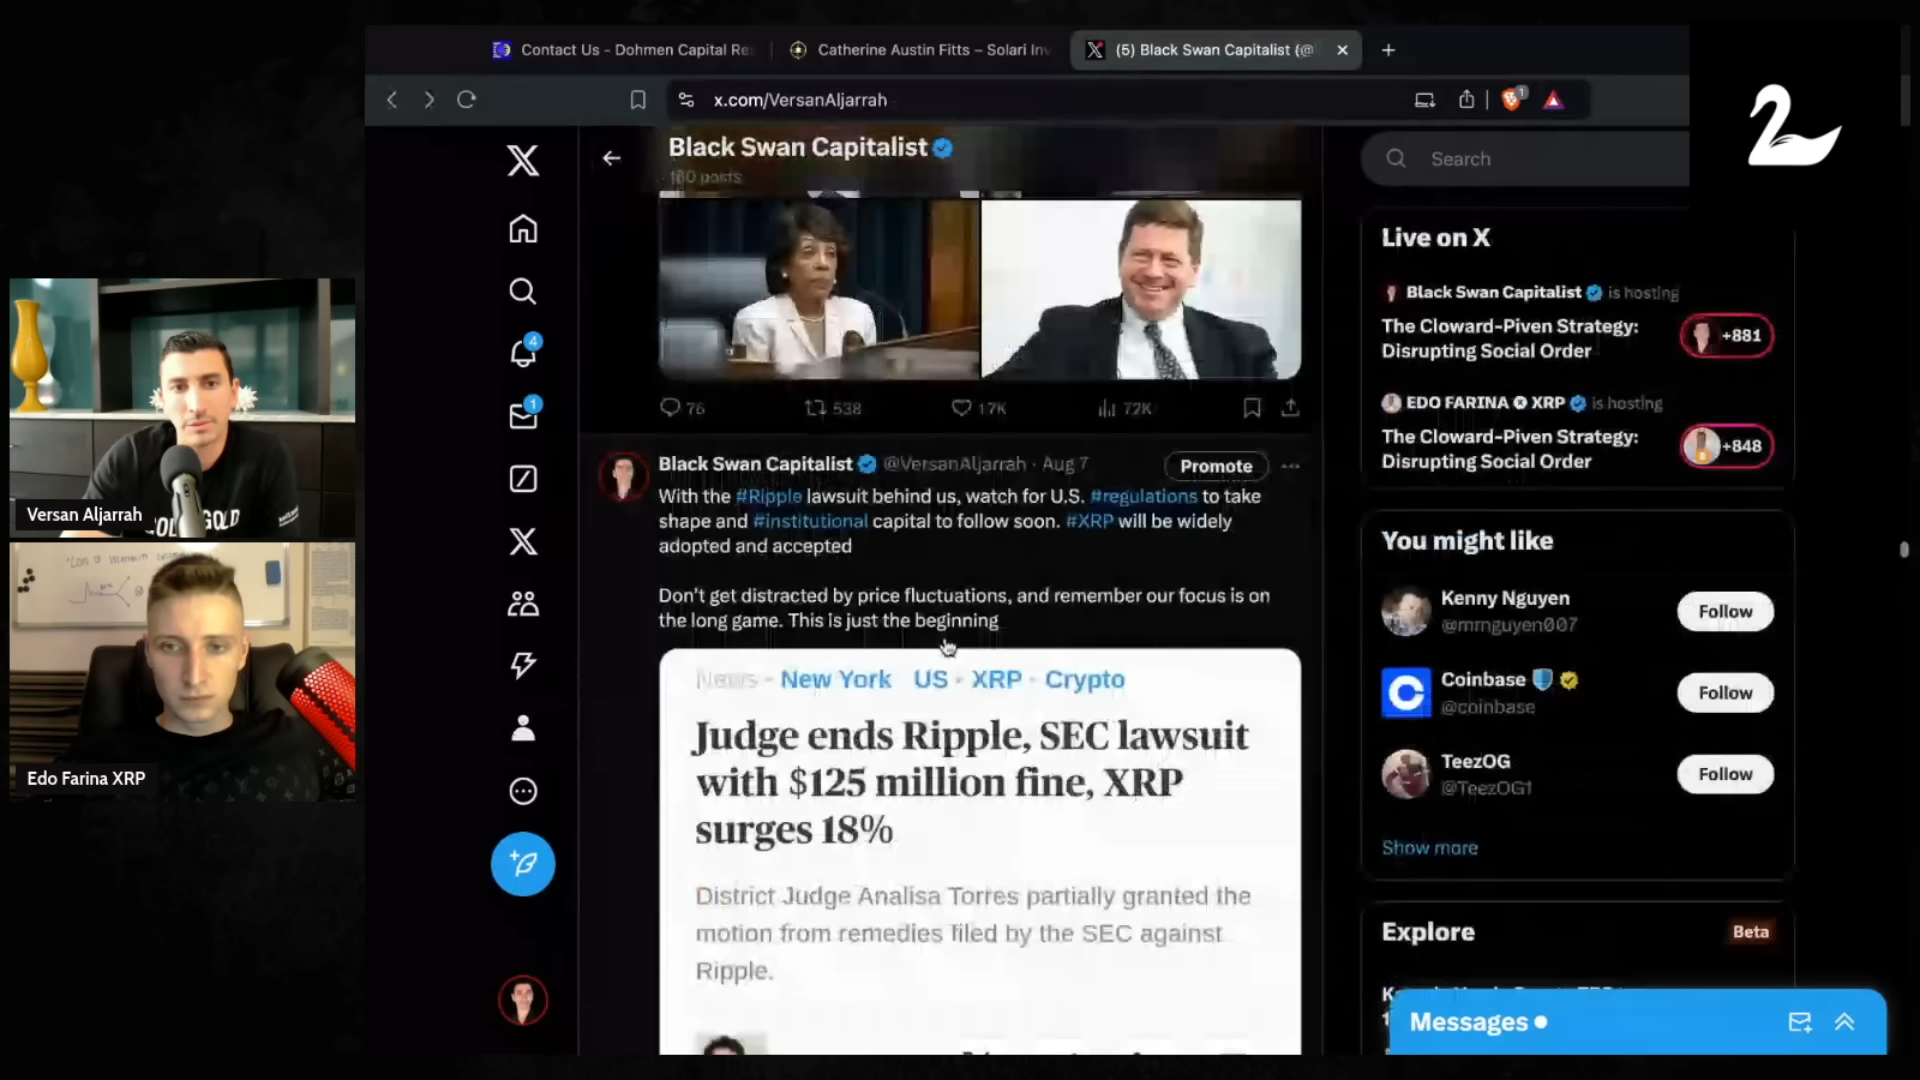 Contact Us - Dohmen Capital Re
Catherine Austin Fitts – Solari Inv
(5) Black Swan Capitalist (@
x.com/VersanAljarrah
Black Swan Capitalist
180 posts
Search
76
538
17K
72K
Black Swan Capitalist @VersanAljarrah · Aug 7
Promote
With the #Ripple lawsuit behind us, watch for U.S. #regulations to take
shape and #institutional capital to follow soon. #XRP will be widely
adopted and accepted
Don't get distracted by price fluctuations, and remember our focus is on
the long game. This is just the beginning
News - New York US - XRP - Crypto
Judge ends Ripple, SEC lawsuit
with $125 million fine, XRP
surges 18%
District Judge Analisa Torres partially granted the
motion from remedies filed by the SEC against
Ripple.
4
1
Versan Aljarrah
GOLD
Edo Farina XRP
Live on X
Black Swan Capitalist is hosting
The Cloward-Piven Strategy:
Disrupting Social Order
+881
EDO FARINA XRP is hosting
The Cloward-Piven Strategy:
Disrupting Social Order
+848
You might like
Kenny Nguyen
@mrnguyen007
Follow
Coinbase
@coinbase
Follow
TeezOG
@TeezOG1
Follow
Show more
Explore
Beta
Messages